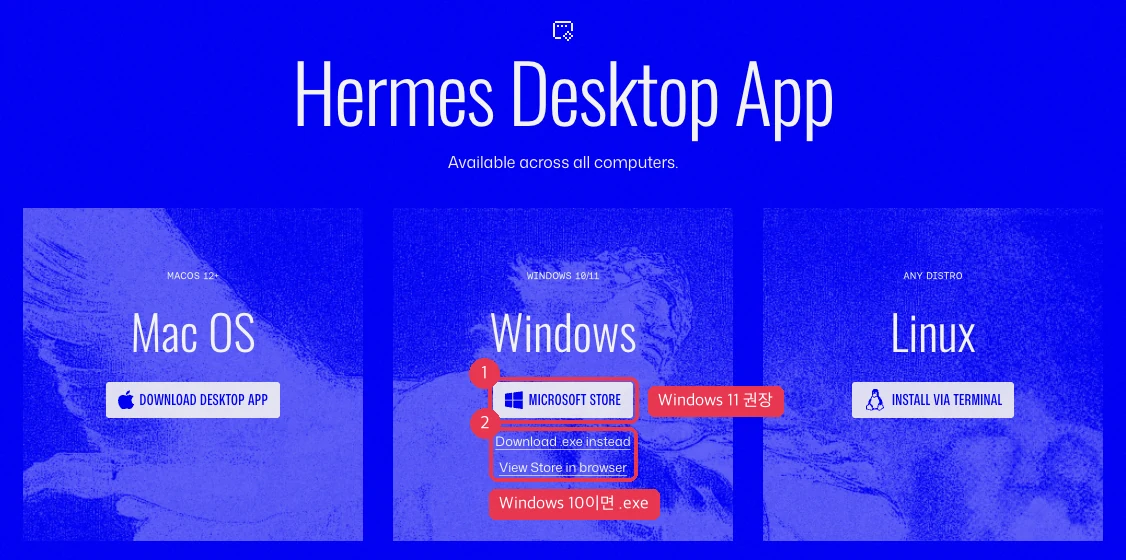 Hermes Desktop App
Available across all computers.
MACOS 12+
Mac OS
DOWNLOAD DESKTOP APP
WINDOWS 10/11
Windows
1
MICROSOFT STORE
Windows 11 권장
2
Download .exe instead
View Store in browser
Windows 10이면 .exe
ANY DISTRO
Linux
INSTALL VIA TERMINAL